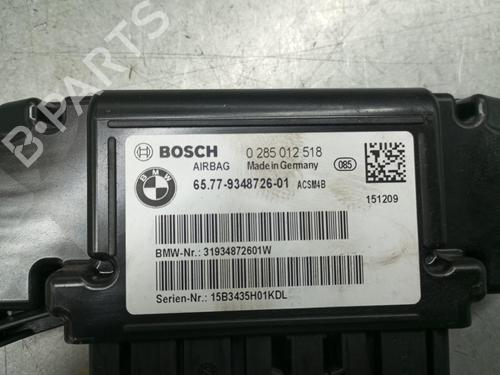 B-PARTS
BOSCH
0 285 012 518
AIRBAG
Made in Germany
085
BMW
65.77-9348726-01 ACSM4B
151209
BMW-Nr.: 31934872601W
Serien-Nr.: 15B3435H01KDL